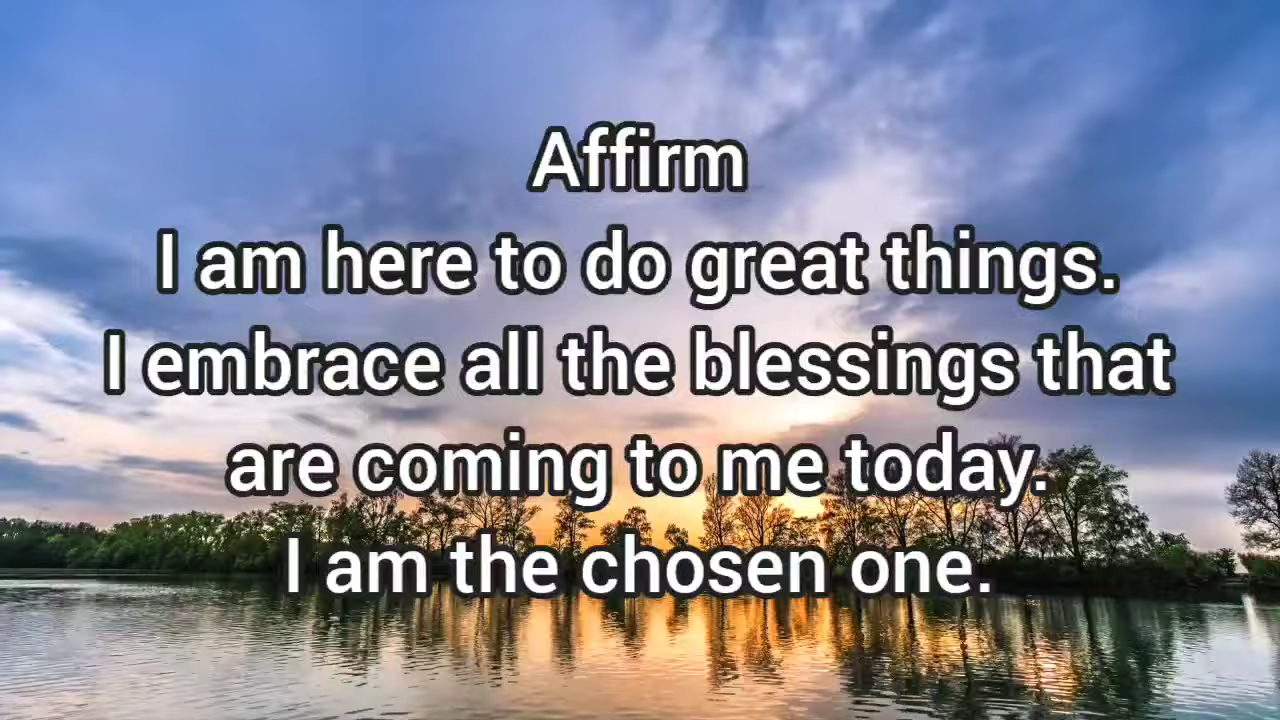 Affirm
I am here to do great things.
I embrace all the blessings that
are coming to me today.
I am the chosen one.